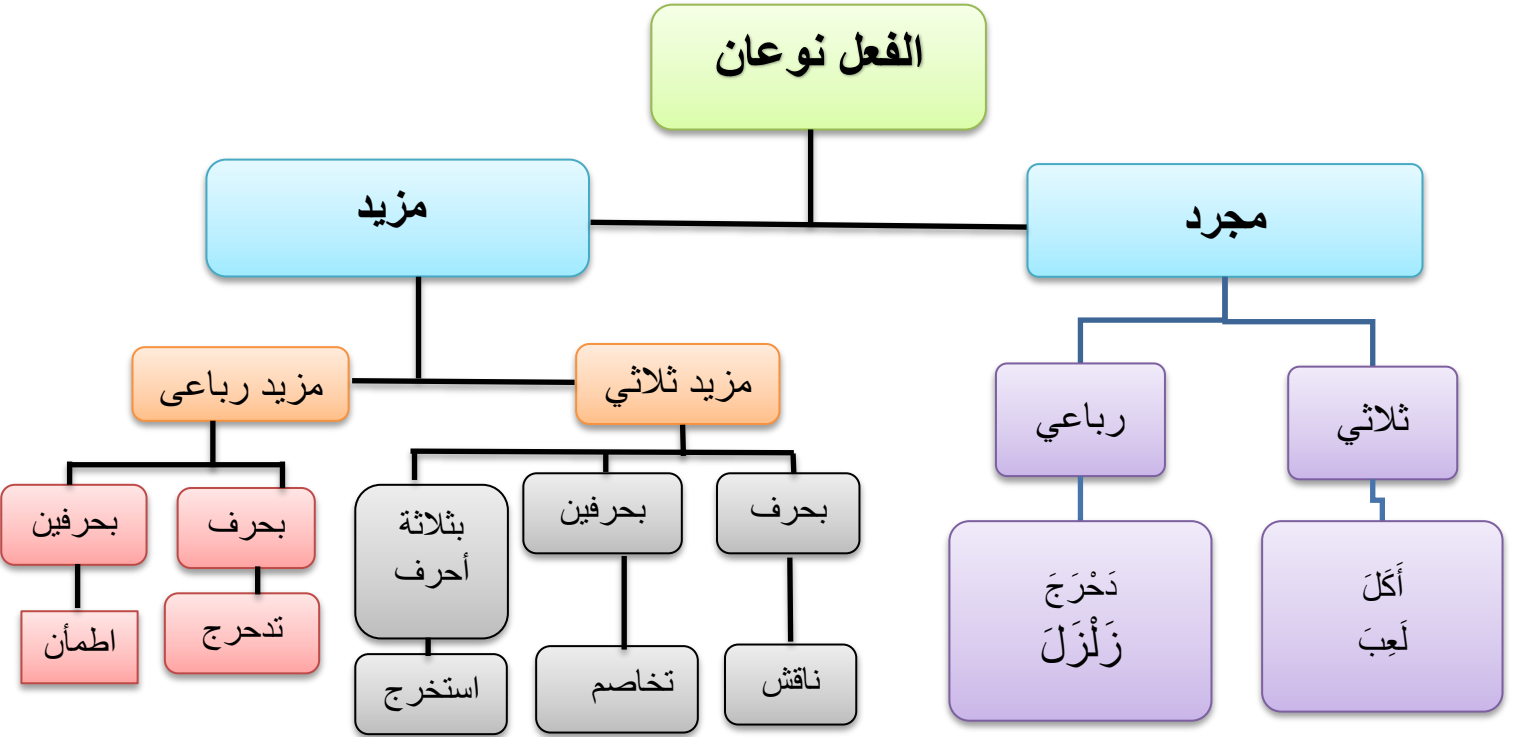 الفعل نوعان
مجرد
مزيد
ثلاثي
رباعي
أَكَلَ
لَعِبَ
دَحْرَجَ
زَلْزَلَ
مزيد ثلاثي
مزيد رباعى
بحرف
بحرفين
بثلاثة
أحرف
ناقش
تخاصم
استخرج
بحرف
بحرفين
تدحرج
اطمأن